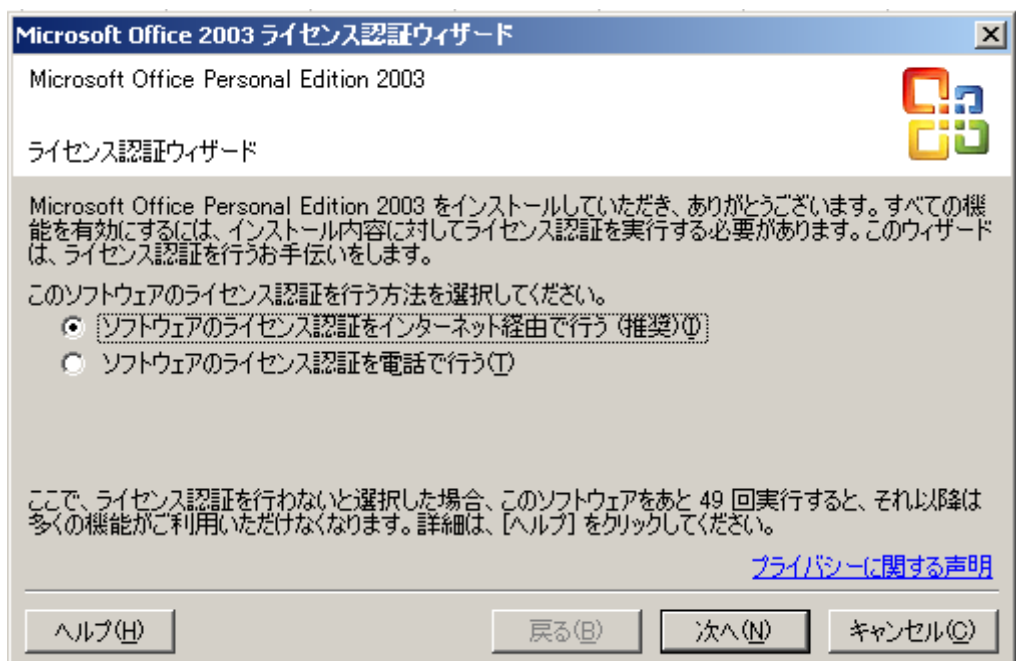 Microsoft Office 2003 ライセンス認証ウィザード
Microsoft Office Personal Edition 2003
ライセンス認証ウィザード
Microsoft Office Personal Edition 2003 をインストールしていただき、ありがとうございます。すべての機
能を有効にするには、インストール内容に対してライセンス認証を実行する必要があります。このウィザード
は、ライセンス認証を行うお手伝いをします。
このソフトウェアのライセンス認証を行う方法を選択してください。
ソフトウェアのライセンス認証をインターネット経由で行う (推奨)(I)
ソフトウェアのライセンス認証を電話で行う(T)
ここで、ライセンス認証を行わないと選択した場合、このソフトウェアをあと 49 回実行すると、それ以降は
多くの機能がご利用いただけなくなります。詳細は、[ヘルプ] をクリックしてください。
プライバシーに関する声明
ヘルプ(H) 戻る(B) 次へ(N) キャンセル(C)